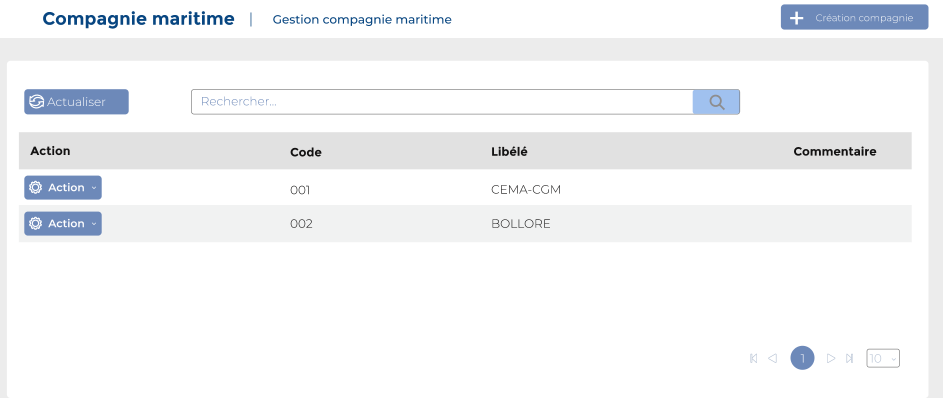 Compagnie maritime | Gestion compagnie maritime
Création compagnie
Actualiser
Rechercher...
Action Code Libélé Commentaire
Action 001 CEMA-CGM
Action 002 BOLLORE
1 10